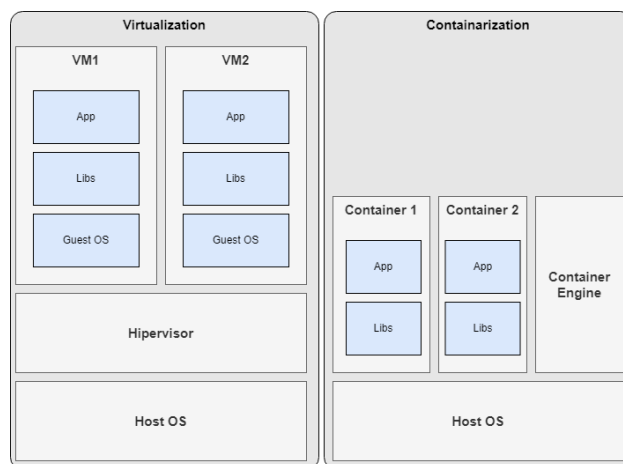 Virtualization
VM1
App
Libs
Guest OS
VM2
App
Libs
Guest OS
Hipervisor
Host OS
Containarization
Container 1
App
Libs
Container 2
App
Libs
Container
Engine
Host OS